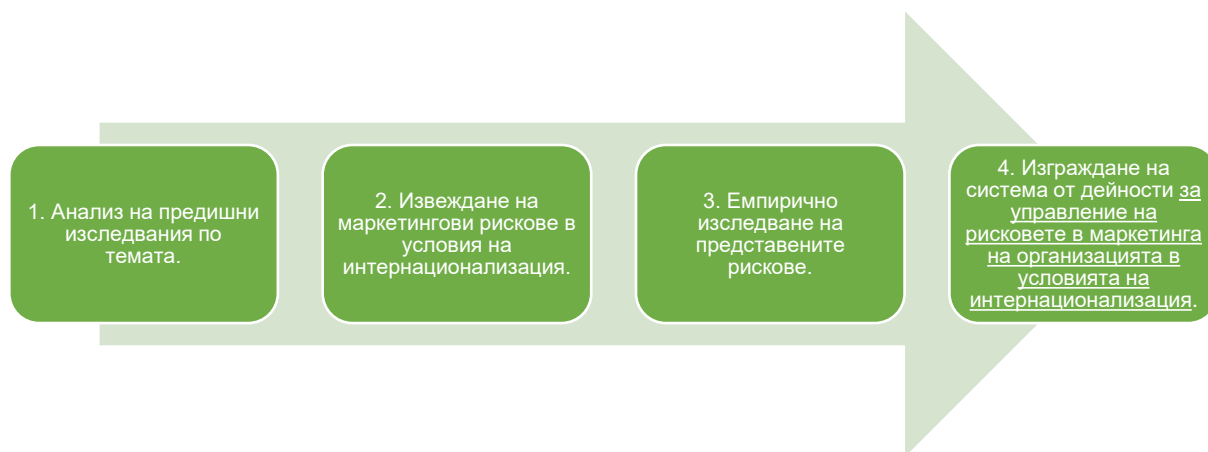 1. Анализ на предишни
изследвания по
темата.
2. Извеждане на
маркетингови рискове в
условия на
интернационализация.
3. Емпирично
изследване на
представените
рискове.
4. Изграждане на
система от дейности за
управление на
рисковете в маркетинга
на организацията в
условията на
интернационализация.